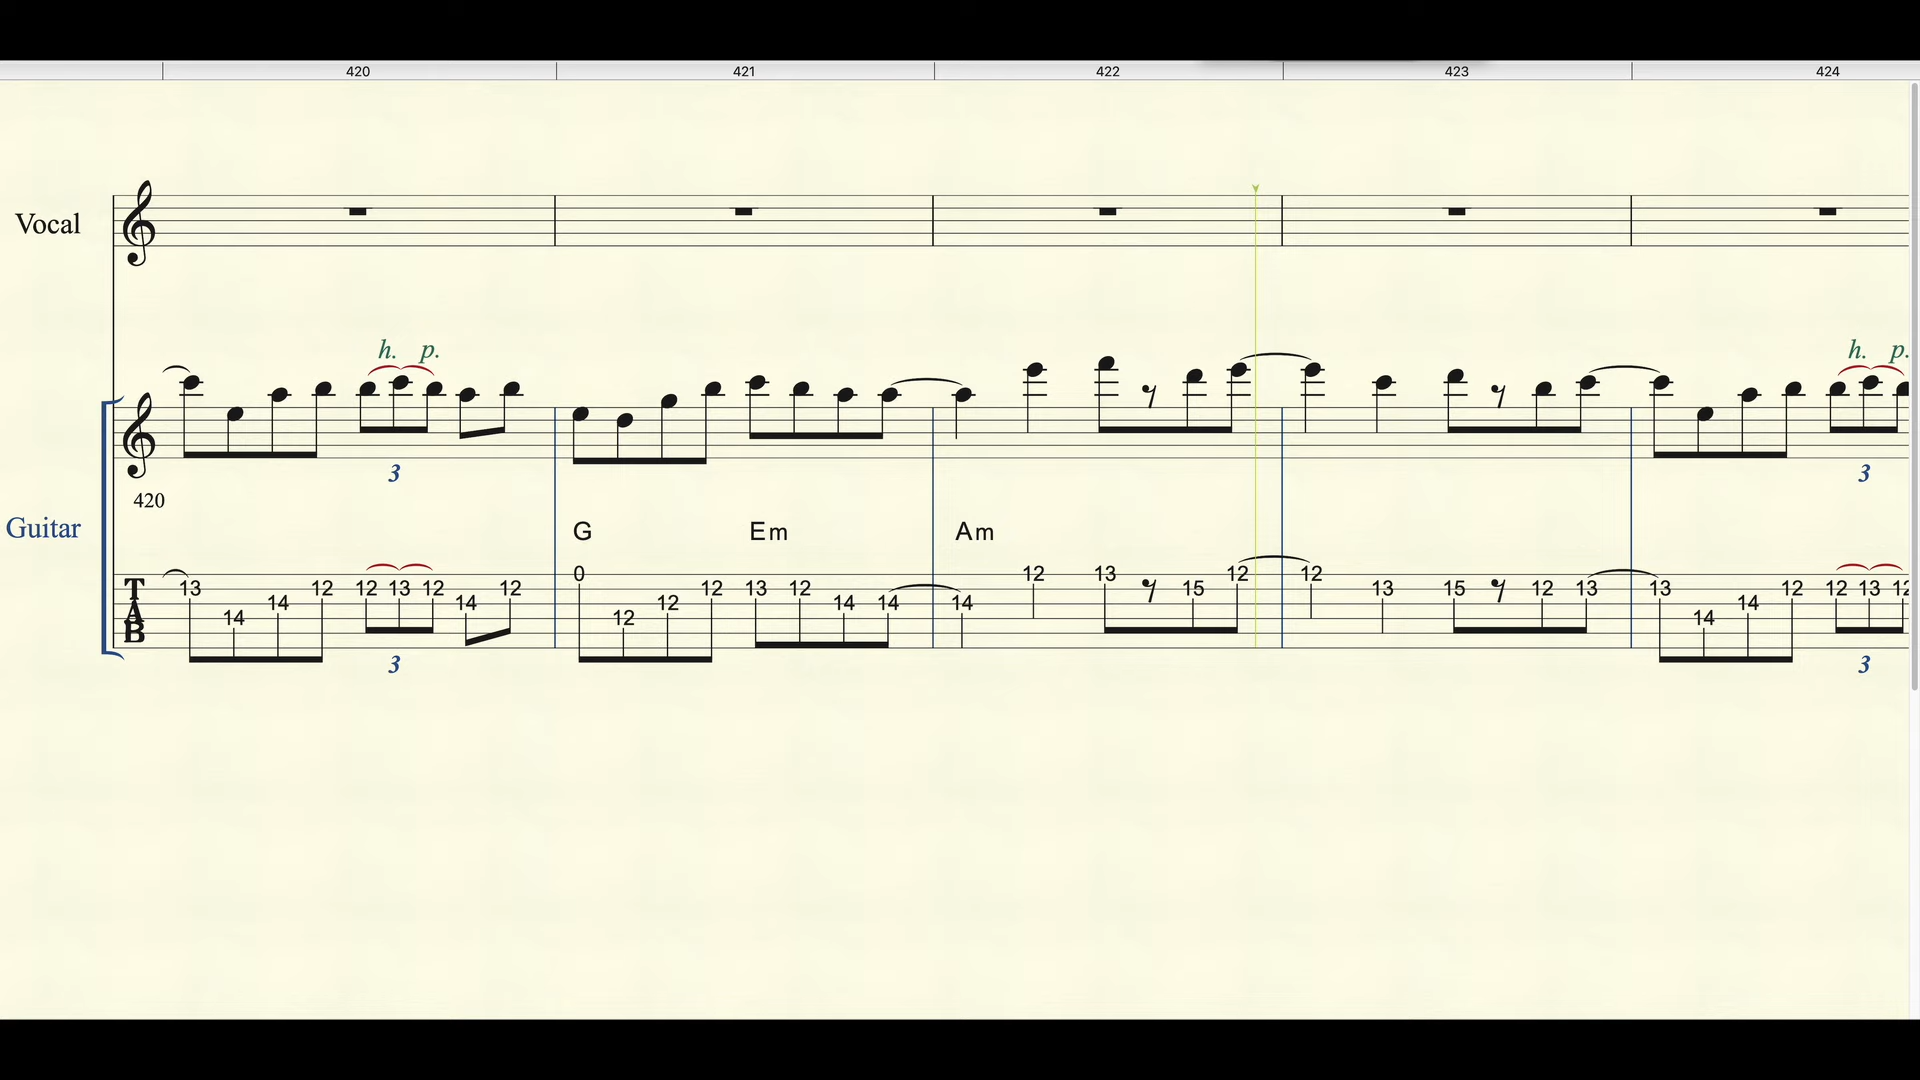 420 421 422 423 424
Vocal
h. p. h. p.
3 3
420
Guitar
G Em Am
0 12 13 12 12
13 14 14 12 12 13 12 14 12 12 12 12 13 12 14 14 14 15 13 15 12 13 13 14 14 12 12 13 12
TAB
3 3